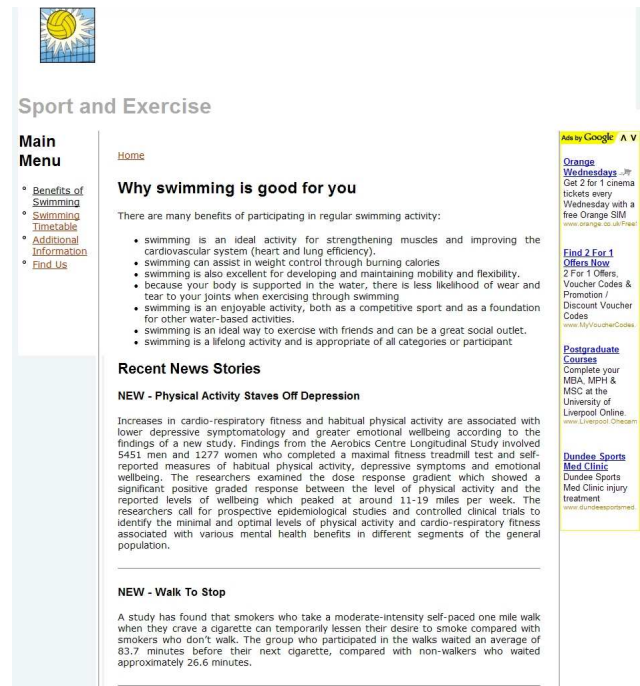 Sport and Exercise
Main
Menu
Benefits of
Swimming
Swimming
Timetable
Additional
Information
Find Us
Home
Why swimming is good for you
There are many benefits of participating in regular swimming activity:
swimming is an ideal activity for strengthening muscles and improving the
cardiovascular system (heart and lung efficiency).
swimming can assist in weight control through burning calories
swimming is also excellent for developing and maintaining mobility and flexibility.
because your body is supported in the water, there is less likelihood of wear and
tear to your joints when exercising through swimming
swimming is an enjoyable activity, both as a competitive sport and as a foundation
for other water-based activities.
swimming is an ideal way to exercise with friends and can be a great social outlet.
swimming is a lifelong activity and is appropriate of all categories or participant
Recent News Stories
NEW - Physical Activity Staves Off Depression
Increases in cardio-respiratory fitness and habitual physical activity are associated with
lower depressive symptomatology and greater emotional wellbeing according to the
findings of a new study. Findings from the Aerobics Centre Longitudinal Study involved
5451 men and 1277 women who completed a maximal fitness treadmill test and self-
reported measures of habitual physical activity, depressive symptoms and emotional
wellbeing. The researchers examined the dose response gradient which showed a
significant positive graded response between the level of physical activity and the
reported levels of wellbeing which peaked at around 11-19 miles per week. The
researchers call for prospective epidemiological studies and controlled clinical trials to
identify the minimal and optimal levels of physical activity and cardio-respiratory fitness
associated with various mental health benefits in different segments of the general
population.
NEW - Walk To Stop
A study has found that smokers who take a moderate-intensity self-paced one mile walk
when they crave a cigarette can temporarily lessen their desire to smoke compared with
smokers who don't walk. The group who participated in the walks waited an average of
83.7 minutes before their next cigarette, compared with non-walkers who waited
approximately 26.6 minutes.
Ads by Google
Orange
Wednesdays
Get 2 for 1 cinema
tickets every
Wednesday with a
free Orange SIM
www.orange.co.uk/Free
Find 2 For 1
Offers Now
2 For 1 Offers,
Voucher Codes &
Promotion /
Discount Voucher
Codes
www.MyVoucherCodes.
Postgraduate
Courses
Complete your
MBA, MPH &
MSC at the
University of
Liverpool Online.
Dundee Sports
Med Clinic
Dundee Sports
Med Clinic injury
treatment
www.dundeesportsmed